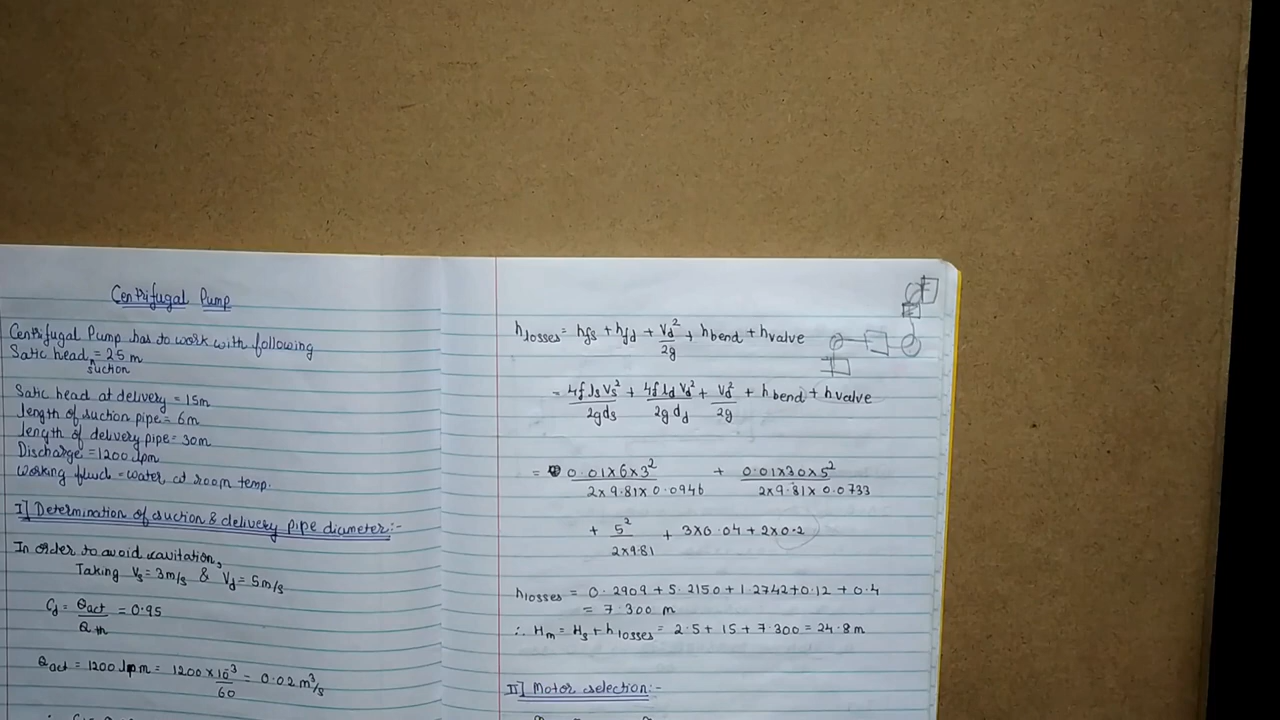 Centrifugal Pump
Centrifugal Pump has to work with following
Satic head = 25 m
^suction
Satic head at delivery = 15m
length of suction pipe = 6m
length of delivery pipe = 30m
Discharge = 1200 lpm
Working fluid = water, at room temp.
I] Determination of suction & delivery pipe diameter:-
In order to avoid cavitation,
Taking Vs = 3m/s & Vd = 5m/s
Cd = Qact/Qth = 0.95
Qact = 1200 lpm = 1200 × 10⁻³/60 = 0.02 m³/s
hlosses = hfs + hfd + Vd²/2g + hbend + hvalve
= 4f ls Vs²/2g ds + 4f ld Vd²/2g dd + Vd²/2g + hbend + hvalve
= 0.01×6×3²/2×9.81×0.0946 + 0.01×30×5²/2×9.81×0.0733
+ 5²/2×9.81 + 3×0.04 + 2×0.2
hlosses = 0.2909 + 5.2150 + 1.2742 + 0.12 + 0.4
= 7.300 m
∴ Hm = Hs + hlosses = 2.5 + 15 + 7.300 = 24.8 m
II] Motor selection:-